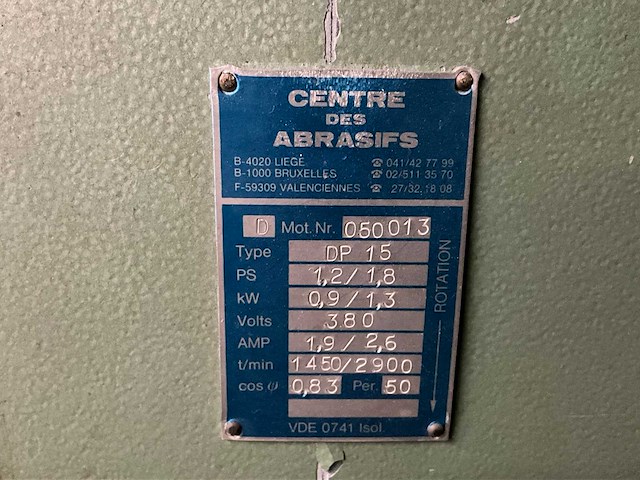 CENTRE
DES
ABRASIFS
B-4020 LIEGE ☎ 041/42 77 99
B-1000 BRUXELLES ☎ 02/511 35 70
F-59309 VALENCIENNES ☎ 27/32.18 08
D Mot. Nr. 050013
Type DP 15
PS 1,2/1,8
kW 0,9/1,3
Volts 380
AMP 1,9/2,6
t/min 1450/2900
cos φ 0,83 Per. 50
VDE 0741 Isol.
ROTATION